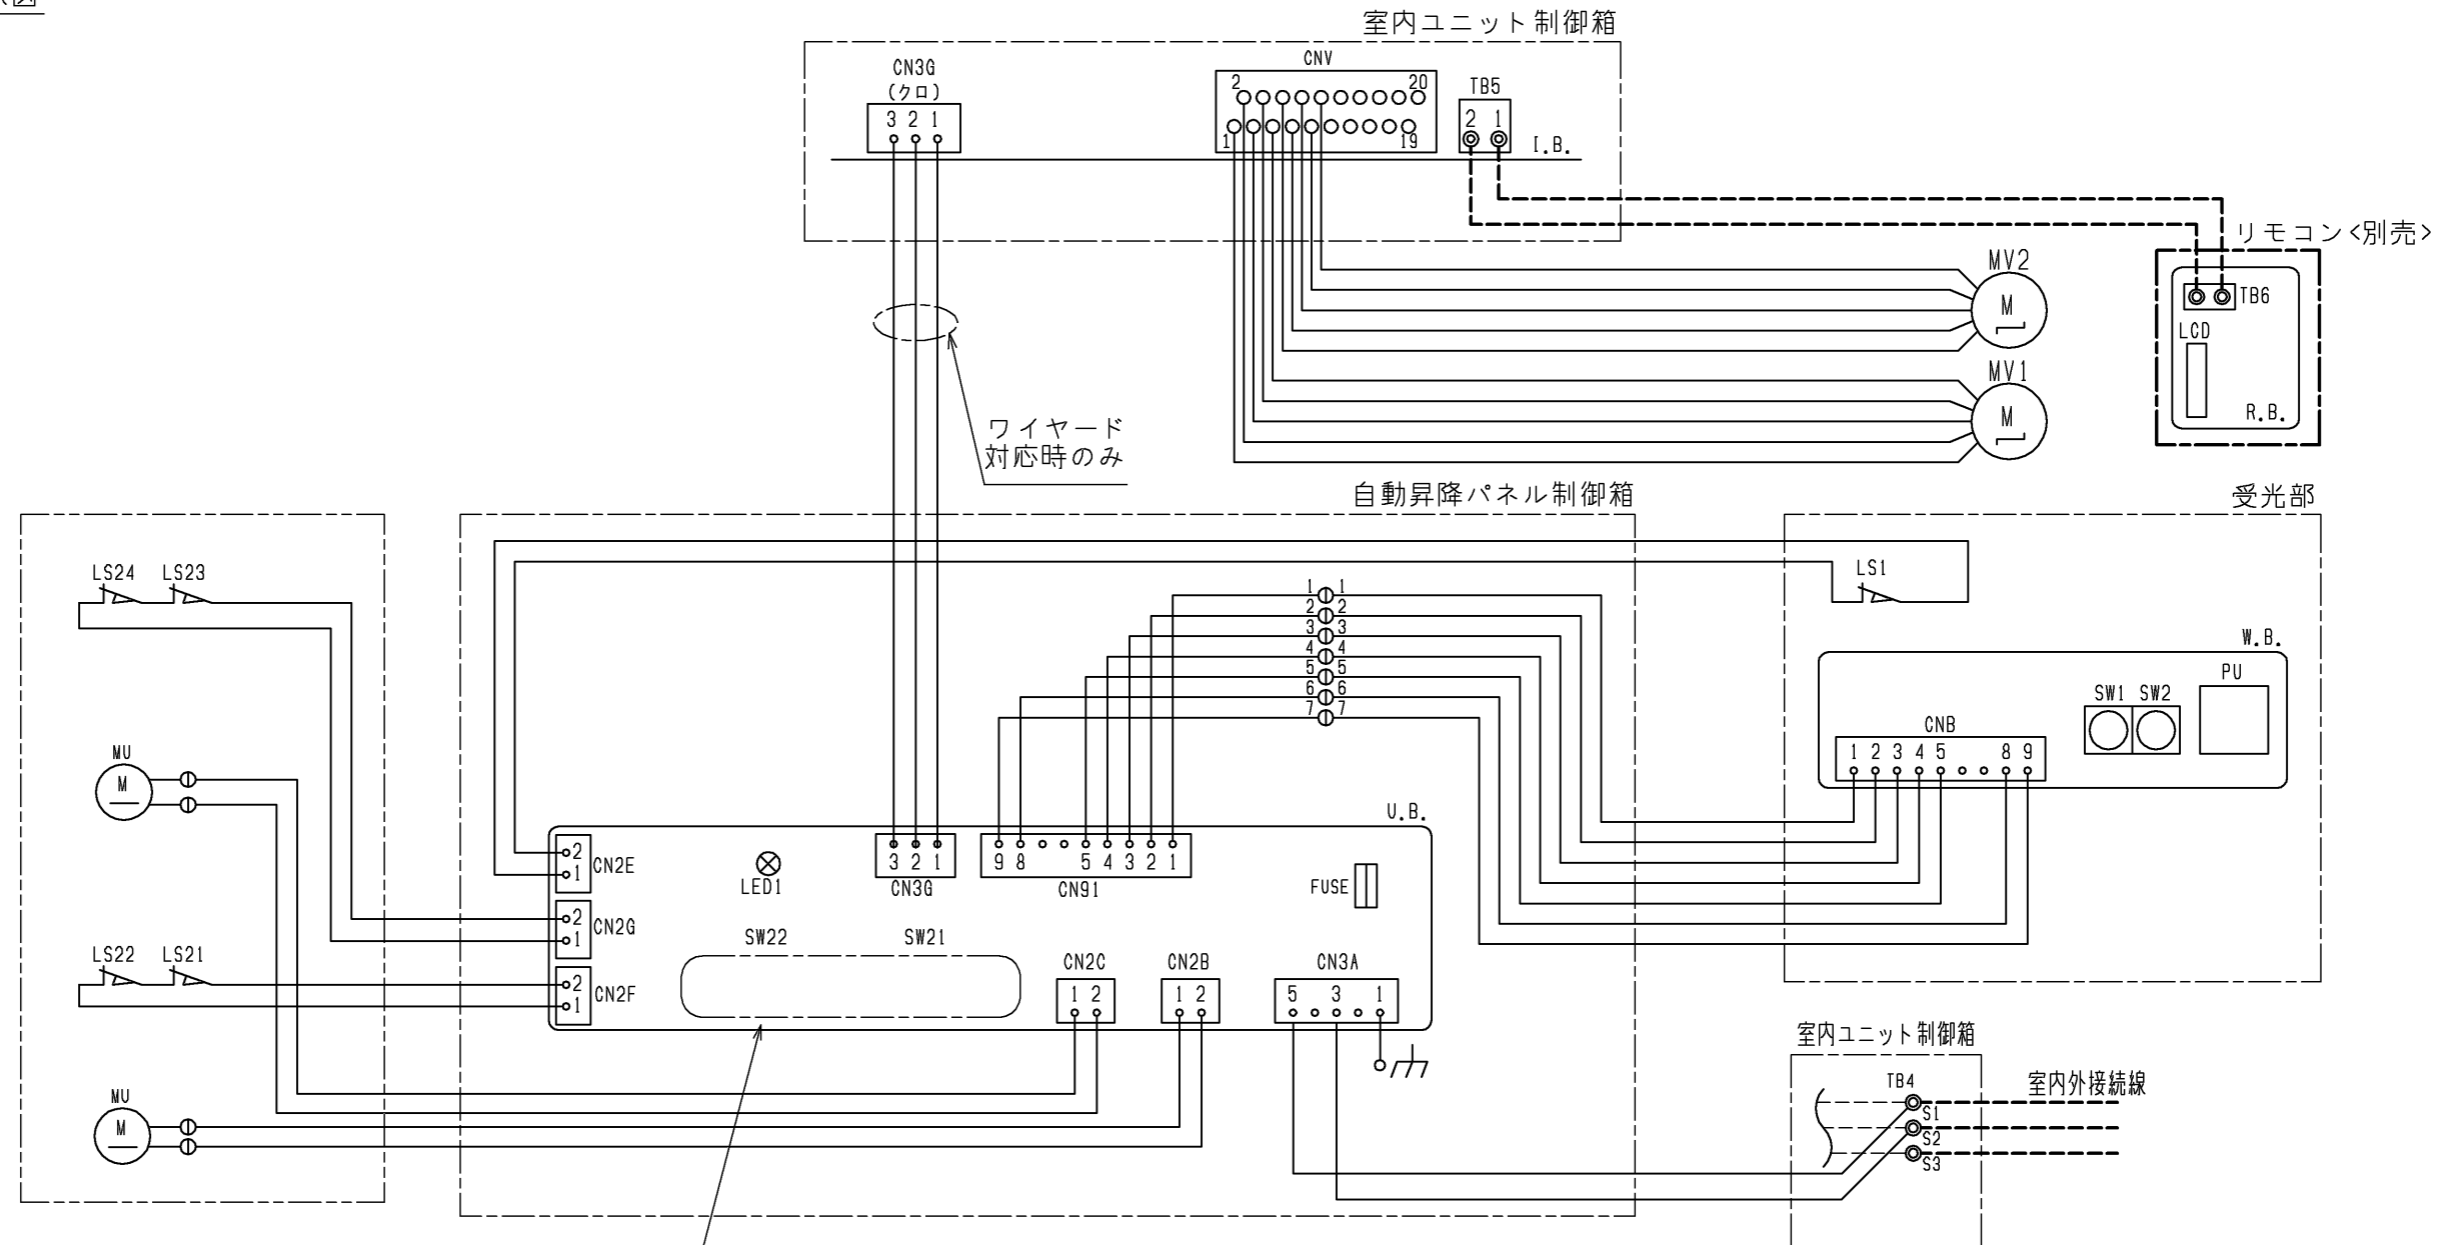 室内ユニット制御箱
CN3G
(クロ)
3 2 1
CNV
2 20
1 19
TB5
2 1
I.B.
リモコン<別売>
TB6
LCD
R.B.
MV2
M
MV1
M
ワイヤード
対応時のみ
自動昇降パネル制御箱
受光部
LS24 LS23
LS1
1 1
2 2
3 3
4 4
5 5
6 6
7 7
W.B.
PU
SW1 SW2
CNB
1 2 3 4 5 8 9
MU
M
U.B.
2
1
CN2E
LED1
3 2 1
CN3G
9 8 5 4 3 2 1
CN91
FUSE
2
1
CN2G
SW22 SW21
LS22 LS21
2
1
CN2F
CN2C
1 2
CN2B
1 2
CN3A
5 3 1
MU
M
室内ユニット制御箱
TB4
室内外接続線
S1
S2
S3